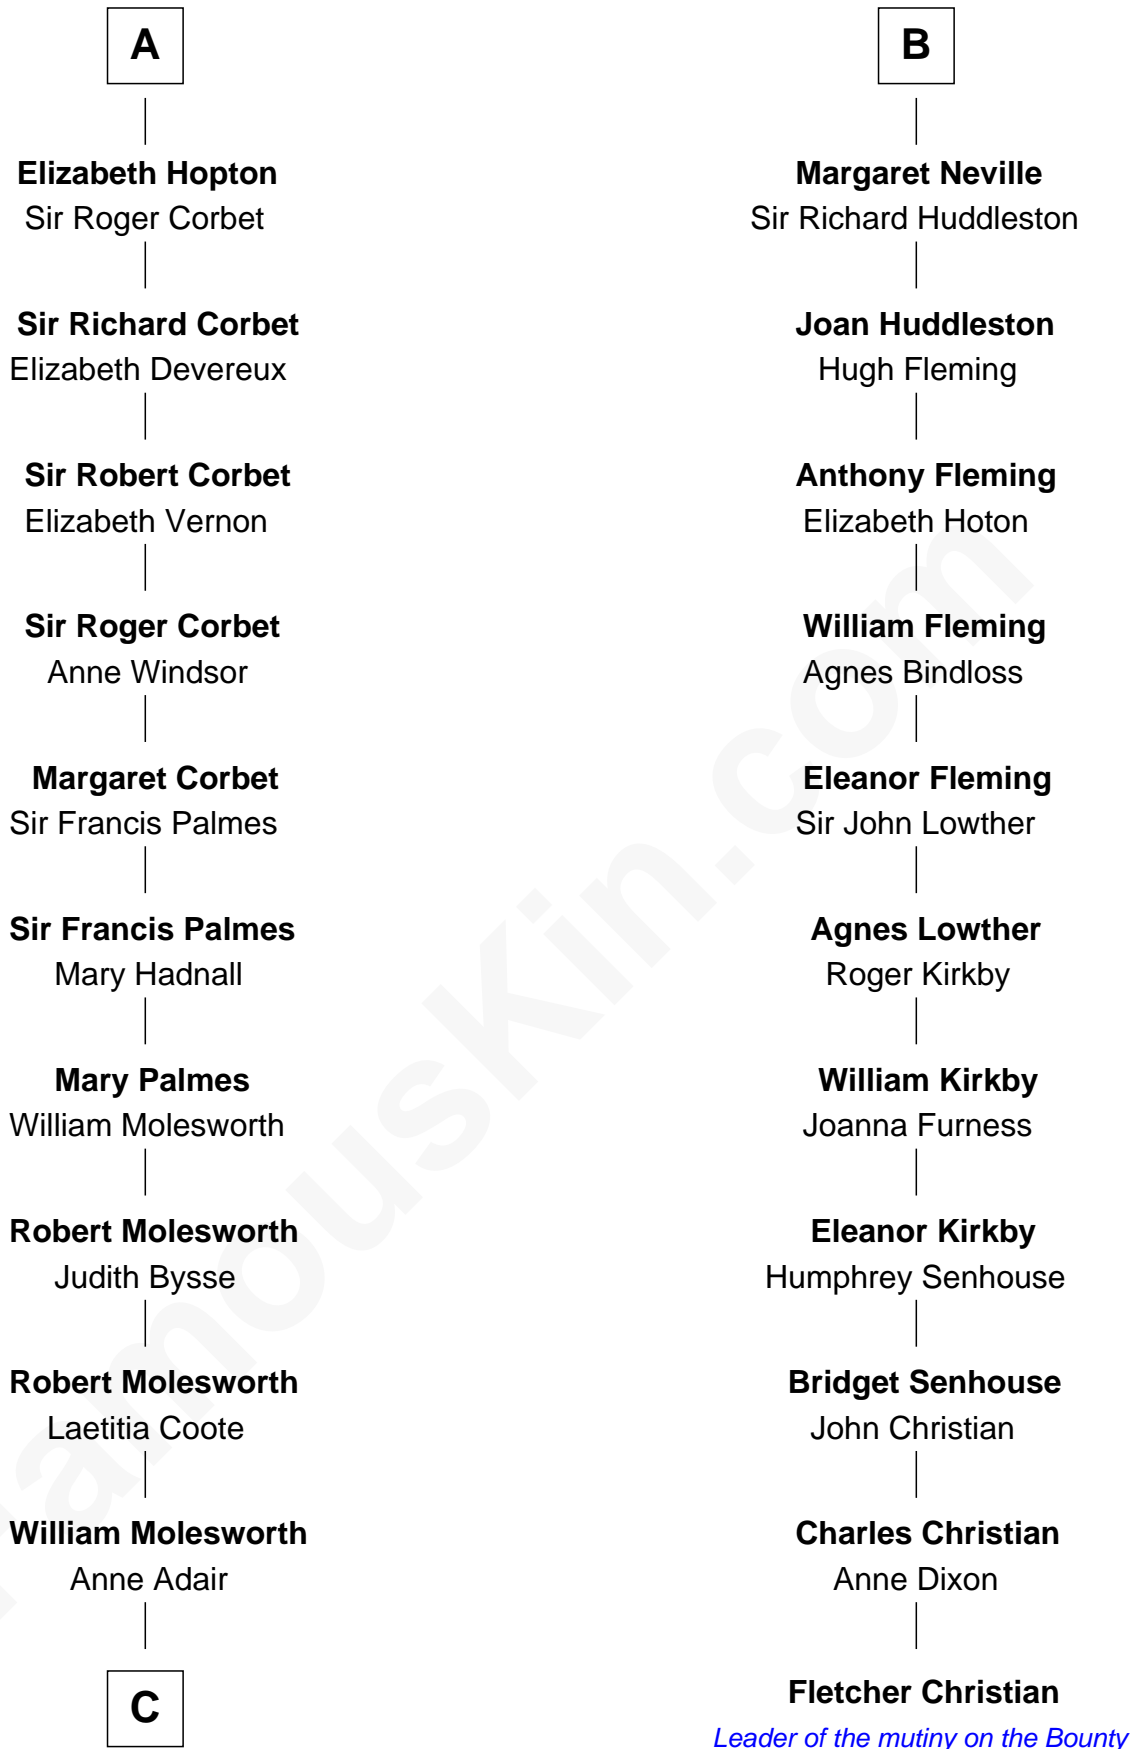 A
Elizabeth Hopton
Sir Roger Corbet
Sir Richard Corbet
Elizabeth Devereux
Sir Robert Corbet
Elizabeth Vernon
Sir Roger Corbet
Anne Windsor
Margaret Corbet
Sir Francis Palmes
Sir Francis Palmes
Mary Hadnall
Mary Palmes
William Molesworth
Robert Molesworth
Judith Bysse
Robert Molesworth
Laetitia Coote
William Molesworth
Anne Adair
C
B
Margaret Neville
Sir Richard Huddleston
Joan Huddleston
Hugh Fleming
Anthony Fleming
Elizabeth Hoton
William Fleming
Agnes Bindloss
Eleanor Fleming
Sir John Lowther
Agnes Lowther
Roger Kirkby
William Kirkby
Joanna Furness
Eleanor Kirkby
Humphrey Senhouse
Bridget Senhouse
John Christian
Charles Christian
Anne Dixon
Fletcher Christian
Leader of the mutiny on the Bounty
FamousKin.com